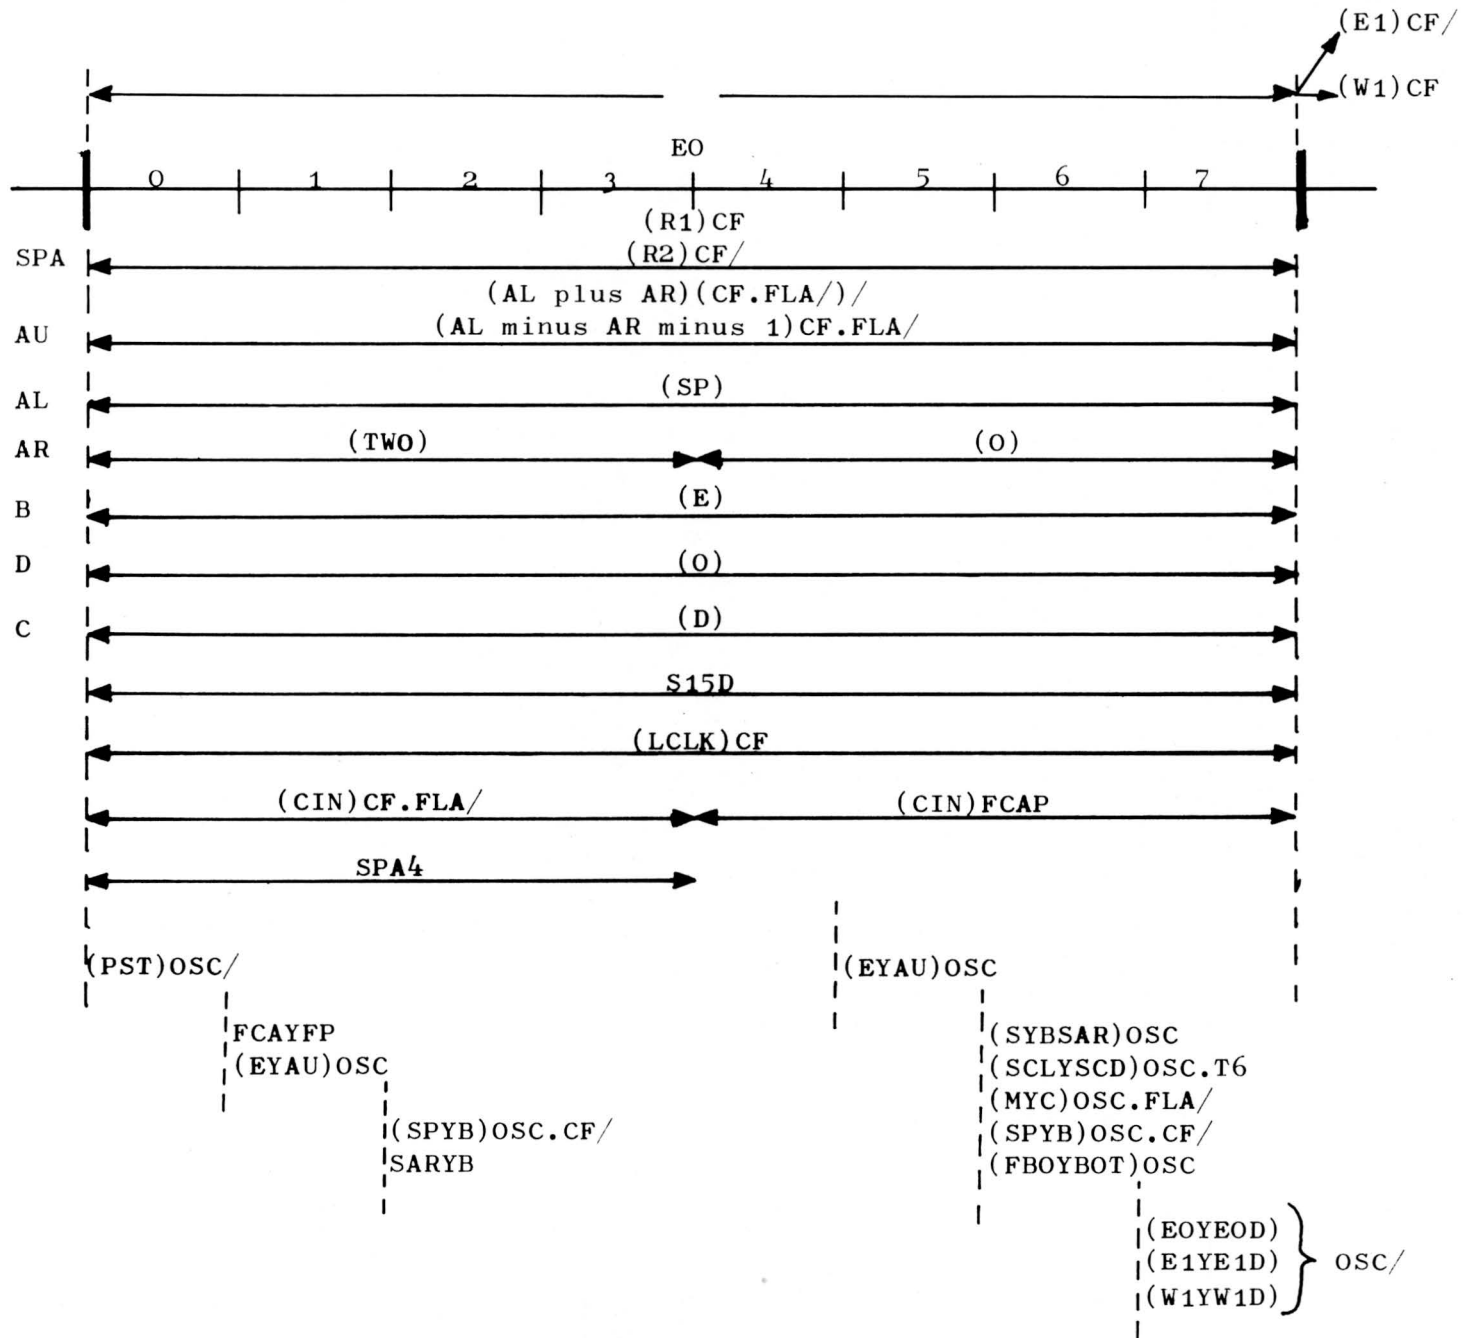 (E1)CF/
(W1)CF
EO
0 1 2 3 4 5 6 7
(R1)CF
SPA (R2)CF/
(AL plus AR)(CF.FLA/)/
AU (AL minus AR minus 1)CF.FLA/
AL (SP)
AR (TWO) (O)
B (E)
D (O)
C (D)
S15D
(LCLK)CF
(CIN)CF.FLA/ (CIN)FCAP
SPA4
(PST)OSC/ (EYAU)OSC
FCAYFP (SYBSAR)OSC
(EYAU)OSC (SCLYSCD)OSC.T6
(MYC)OSC.FLA/
(SPYB)OSC.CF/ (SPYB)OSC.CF/
SARYB (FBOYBOT)OSC
(EOYEOD)
(E1YE1D) OSC/
(W1YW1D)